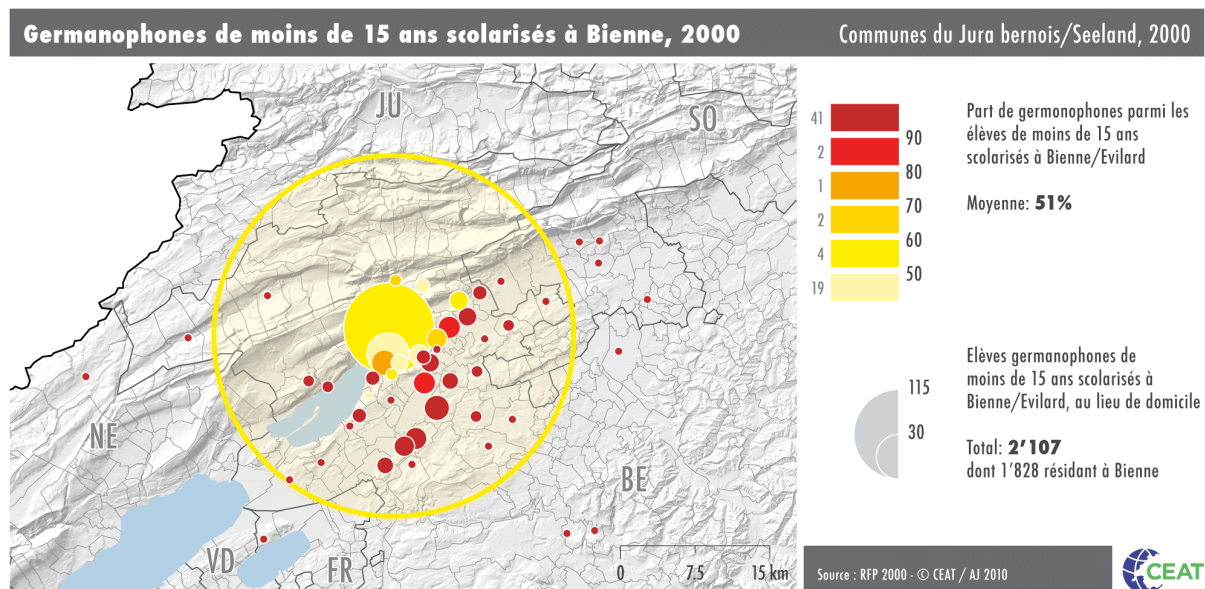 Germanophones de moins de 15 ans scolarisés à Bienne, 2000
Communes du Jura bernois/Seeland, 2000
JU
SO
NE
BE
VD
FR
0 7.5 15 km
41
90
2
80
1
70
2
60
4
50
19
Part de germonophones parmi les
élèves de moins de 15 ans
scolarisés à Bienne/Evilard
Moyenne: 51%
115
30
Elèves germanophones de
moins de 15 ans scolarisés à
Bienne/Evilard, au lieu de domicile
Total: 2'107
dont 1'828 résidant à Bienne
Source : RFP 2000 - © CEAT / AJ 2010
CEAT